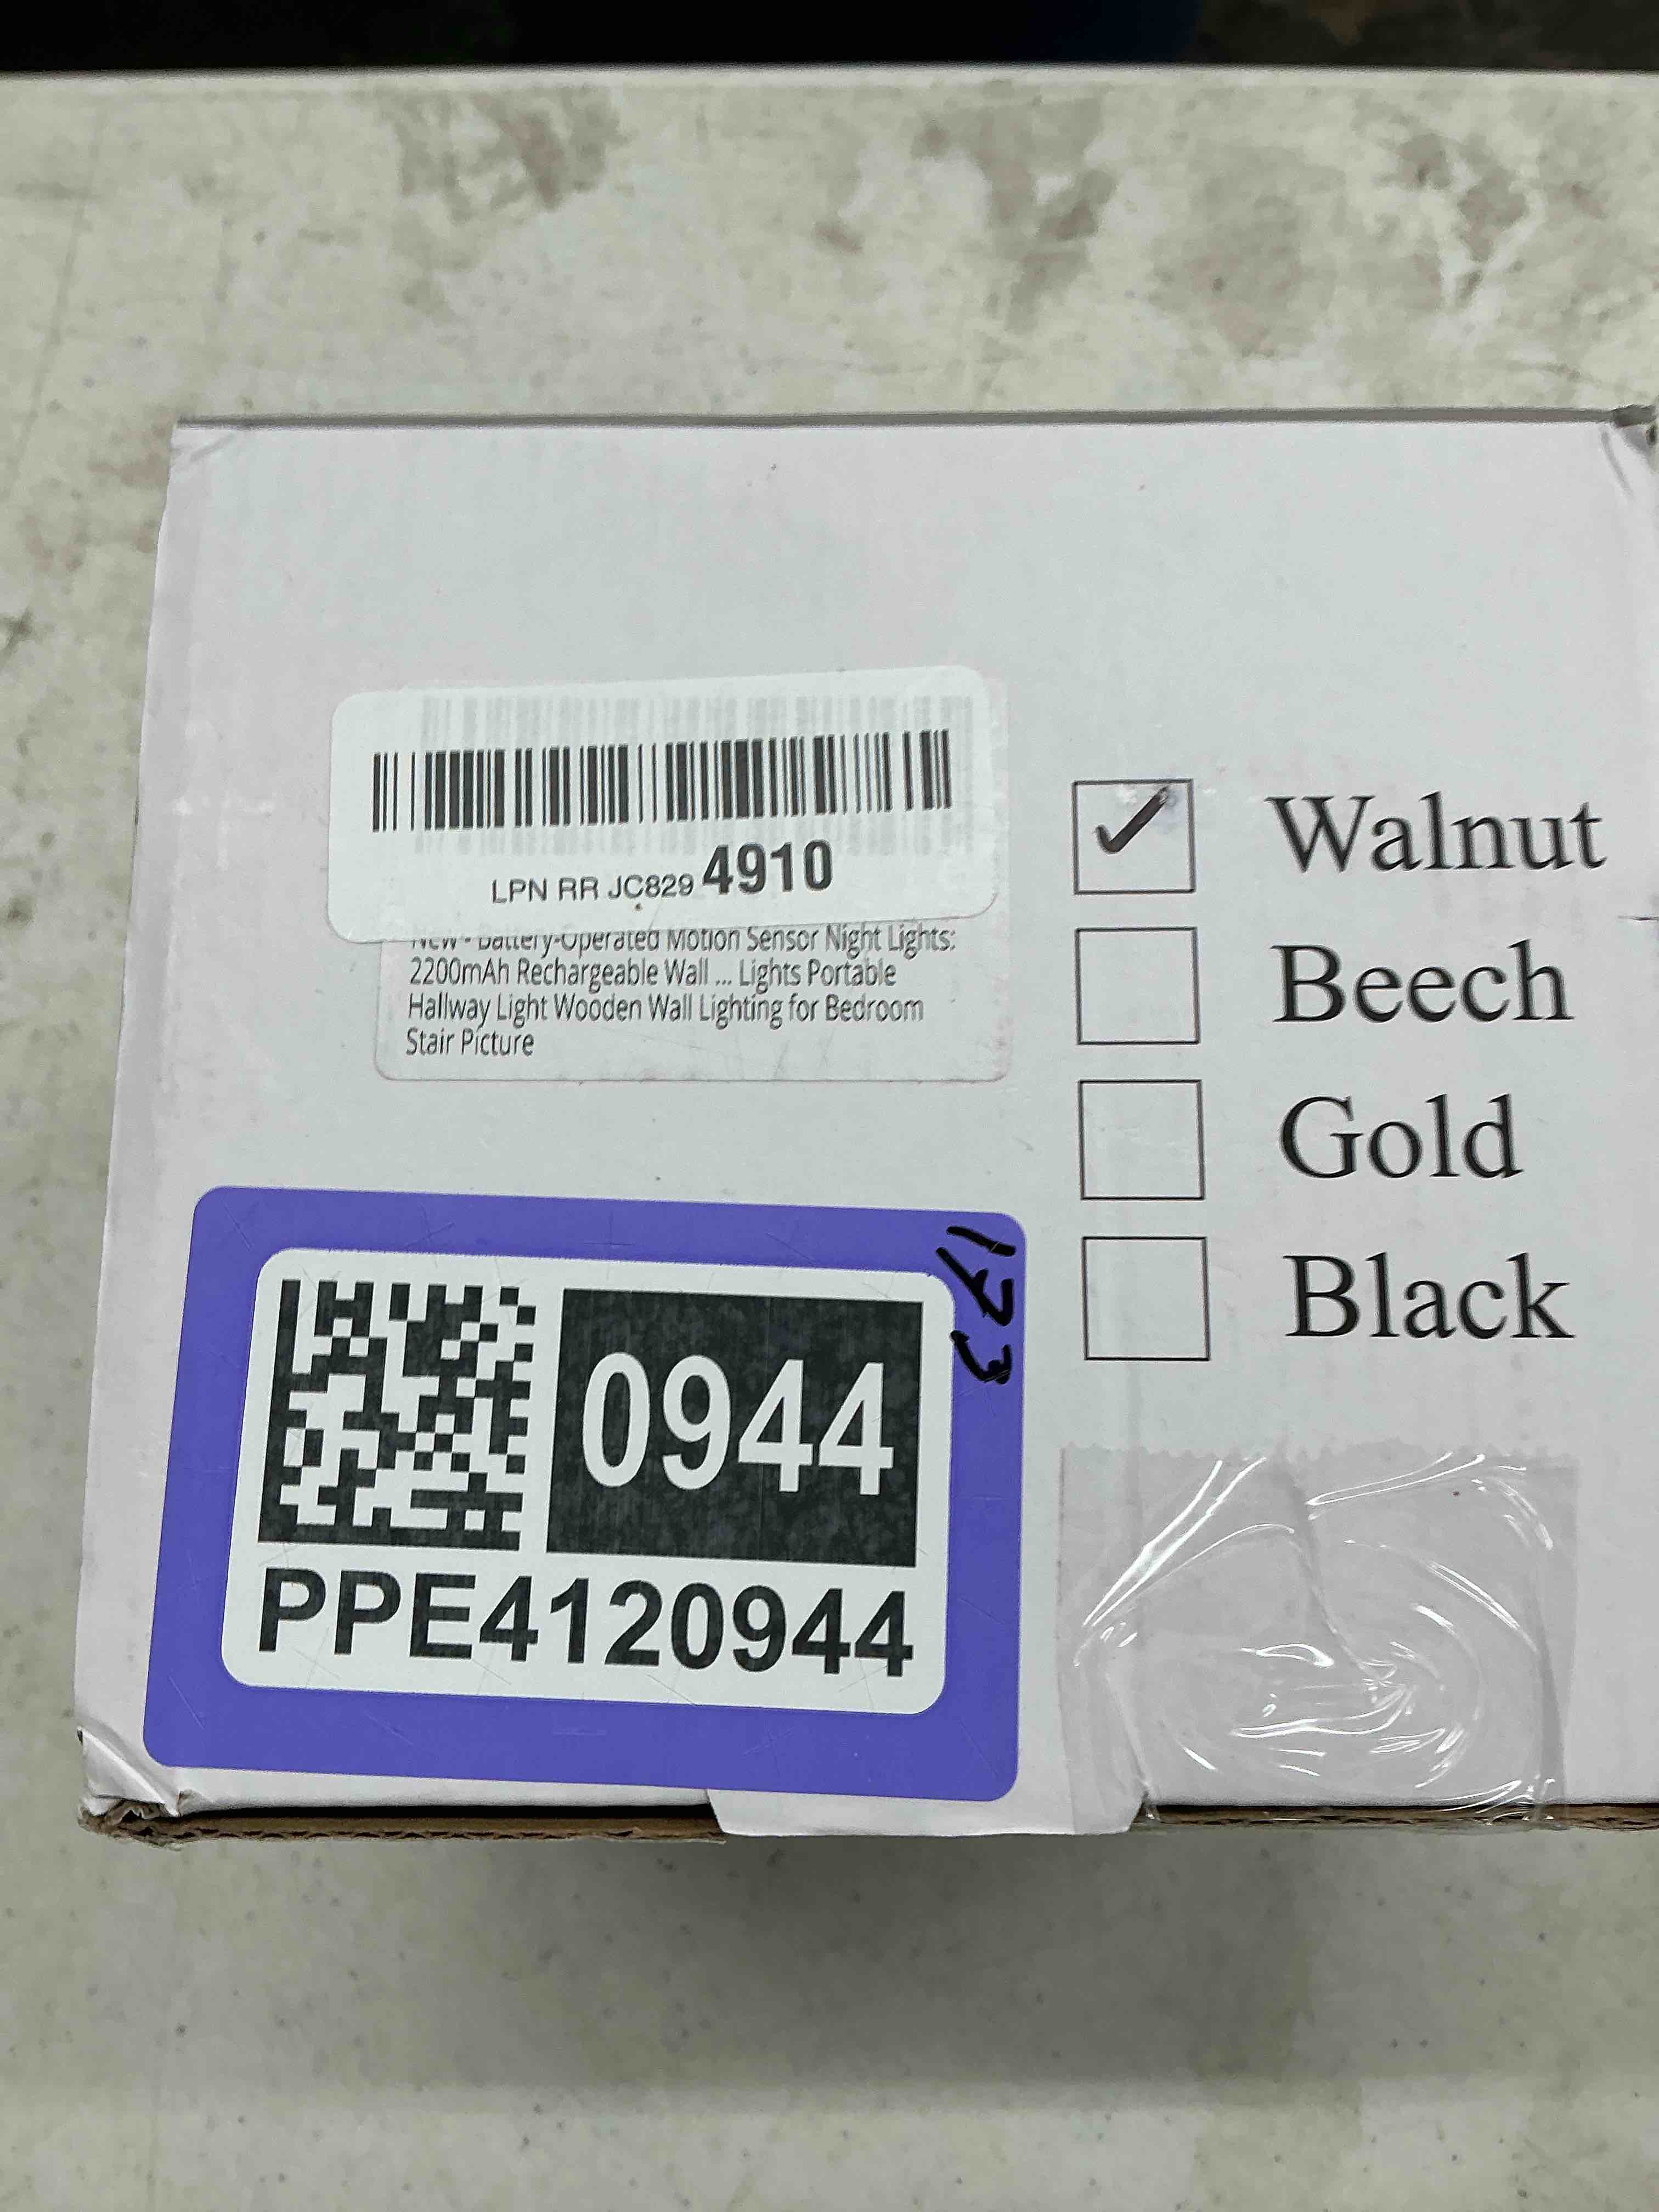 LPN RR JC829 4910
New - Battery-Operated Motion Sensor Night Lights:
2200mAh Rechargeable Wall ... Lights Portable
Hallway Light Wooden Wall Lighting for Bedroom
Stair Picture
✓ Walnut
Beech
Gold
Black
173
0944
PPE4120944